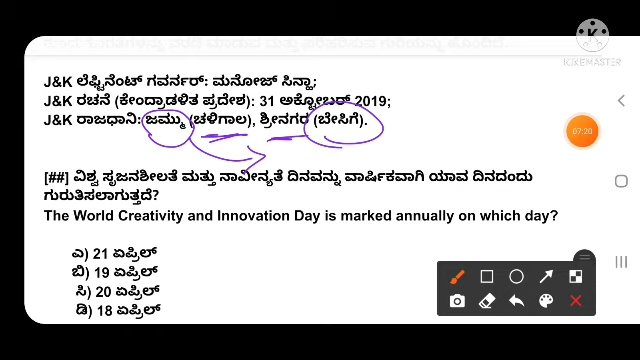 KINEMASTER
J&K ಲೆಫ್ಟಿನೆಂಟ್ ಗವರ್ನರ್: ಮನೋಜ್ ಸಿನ್ಹಾ;
J&K ರಚನೆ (ಕೇಂದ್ರಾಡಳಿತ ಪ್ರದೇಶ): 31 ಅಕ್ಟೋಬರ್ 2019;
J&K ರಾಜಧಾನಿ: ಜಮ್ಮು (ಚಳಿಗಾಲ), ಶ್ರೀನಗರ (ಬೇಸಿಗೆ).
07:20
[##] ವಿಶ್ವ ಸೃಜನಶೀಲತೆ ಮತ್ತು ನಾವೀನ್ಯತೆ ದಿನವನ್ನು ವಾರ್ಷಿಕವಾಗಿ ಯಾವ ದಿನದಂದು
ಗುರುತಿಸಲಾಗುತ್ತದೆ?
The World Creativity and Innovation Day is marked annually on which day?
ಎ) 21 ಏಪ್ರಿಲ್
ಬಿ) 19 ಏಪ್ರಿಲ್
ಸಿ) 20 ಏಪ್ರಿಲ್
ಡಿ) 18 ಏಪ್ರಿಲ್